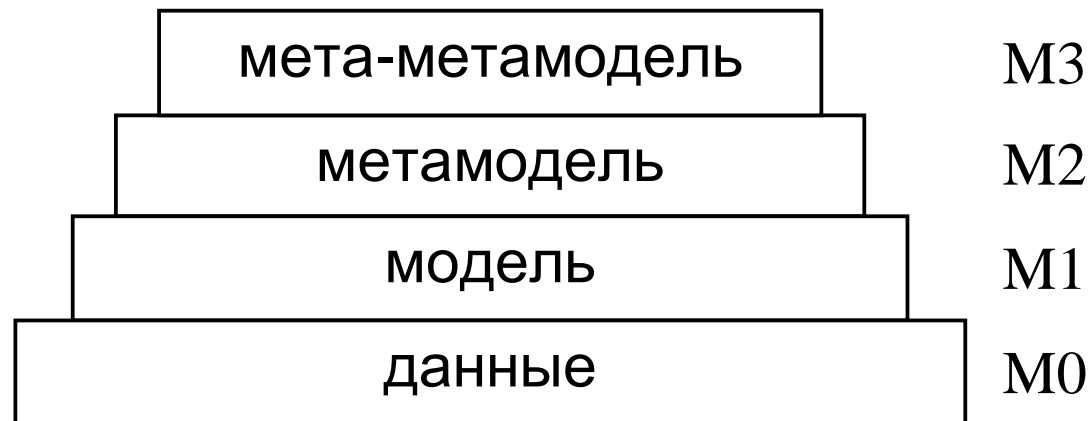 мета-метамодель M3
метамодель M2
модель M1
данные M0